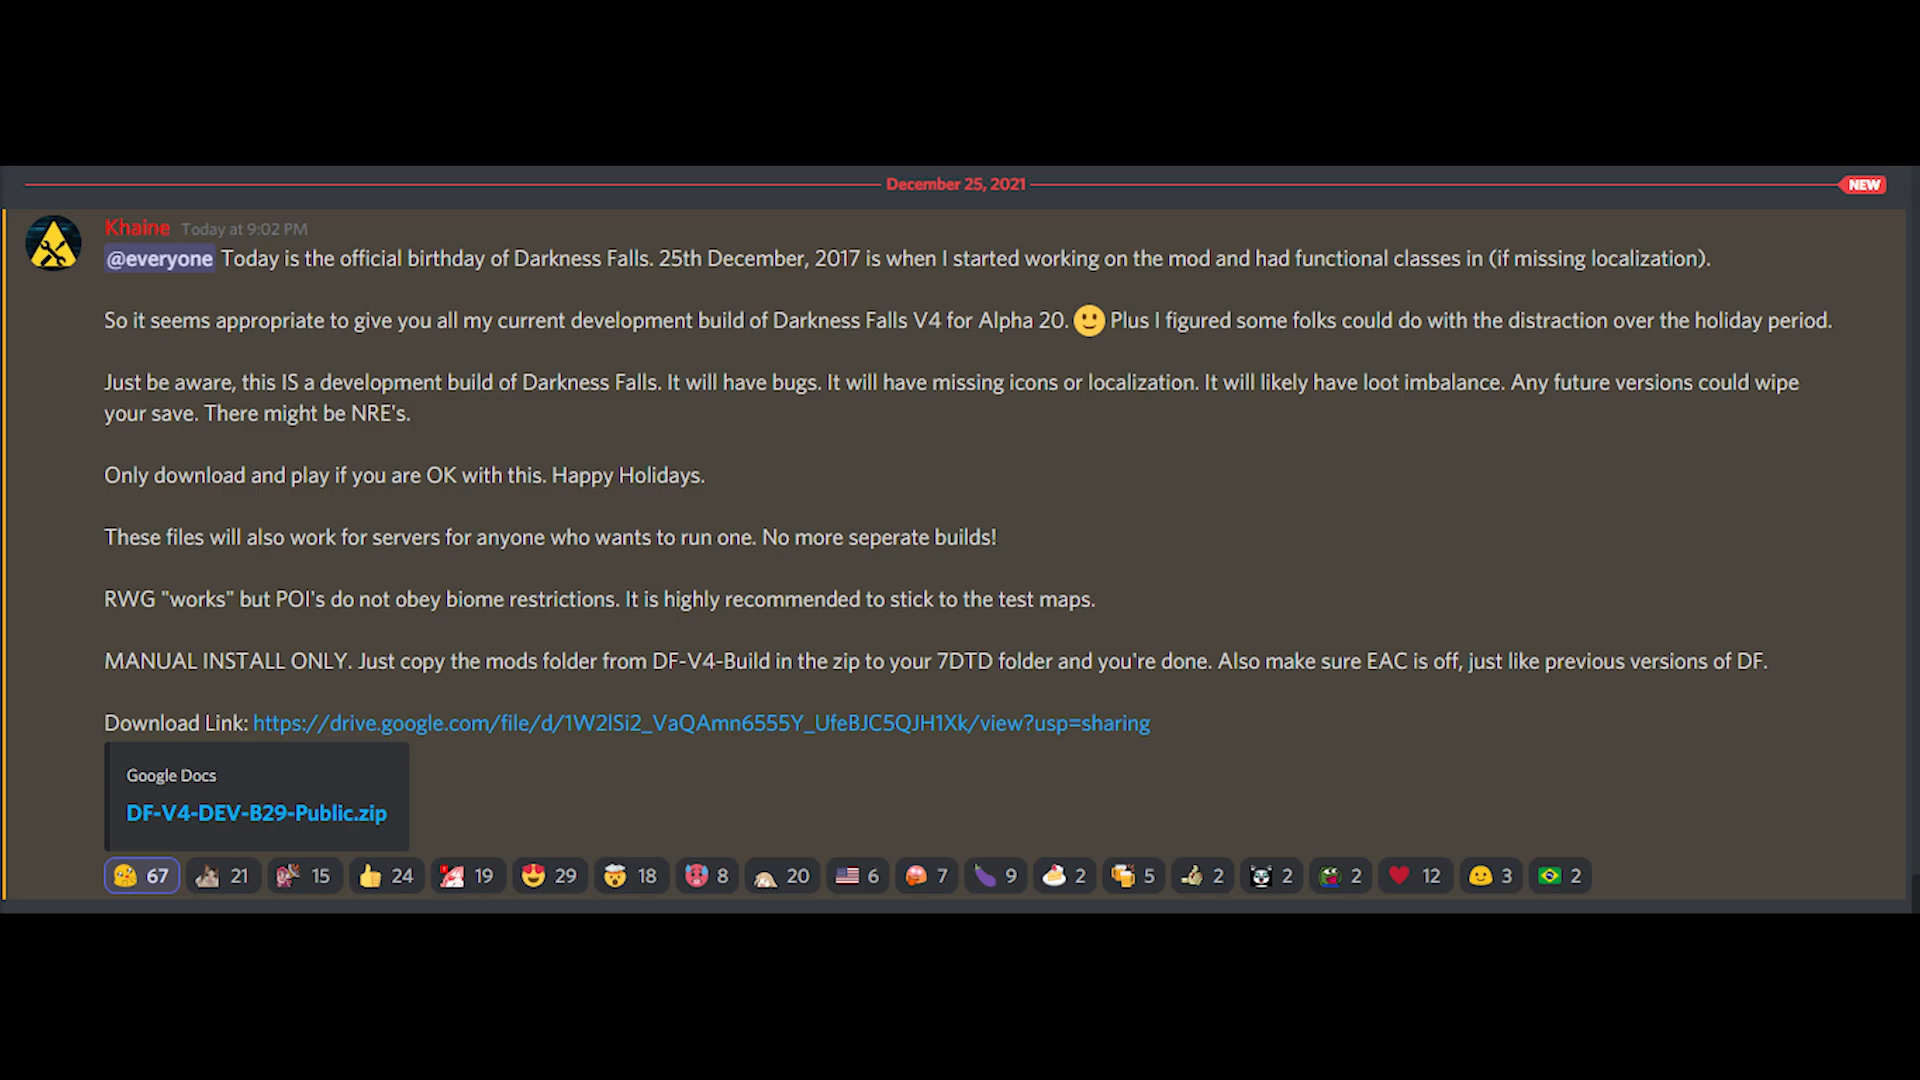 December 25, 2021
NEW
Khaine Today at 9:02 PM
@everyone Today is the official birthday of Darkness Falls. 25th December, 2017 is when I started working on the mod and had functional classes in (if missing localization).
So it seems appropriate to give you all my current development build of Darkness Falls V4 for Alpha 20. Plus I figured some folks could do with the distraction over the holiday period.
Just be aware, this IS a development build of Darkness Falls. It will have bugs. It will have missing icons or localization. It will likely have loot imbalance. Any future versions could wipe
your save. There might be NRE's.
Only download and play if you are OK with this. Happy Holidays.
These files will also work for servers for anyone who wants to run one. No more seperate builds!
RWG "works" but POI's do not obey biome restrictions. It is highly recommended to stick to the test maps.
MANUAL INSTALL ONLY. Just copy the mods folder from DF-V4-Build in the zip to your 7DTD folder and you're done. Also make sure EAC is off, just like previous versions of DF.
Download Link: https://drive.google.com/file/d/1W2lSi2_VaQAmn6555Y_UfeBJC5QJH1Xk/view?usp=sharing
Google Docs
DF-V4-DEV-B29-Public.zip
67 21 15 24 19 29 18 8 20 6 7 9 2 5 2 2 2 12 3 2